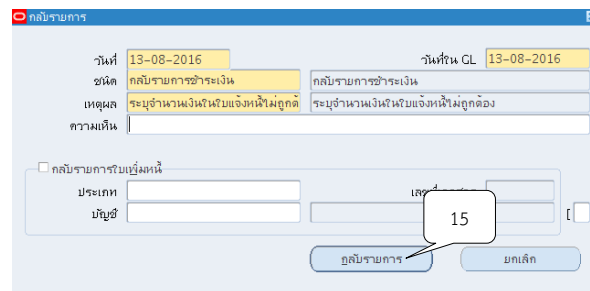 กลับรายการ
วันที่ 13-08-2016 วันที่ใน GL 13-08-2016
ชนิด กลับรายการชำระเงิน กลับรายการชำระเงิน
เหตุผล ระบุจำนวนเงินในใบแจ้งหนี้ไม่ถูกต้ ระบุจำนวนเงินในใบแจ้งหนี้ไม่ถูกต้อง
ความเห็น
กลับรายการใบเพิ่มหนี้
ประเภท
บัญชี [
15
กลับรายการ ยกเลิก